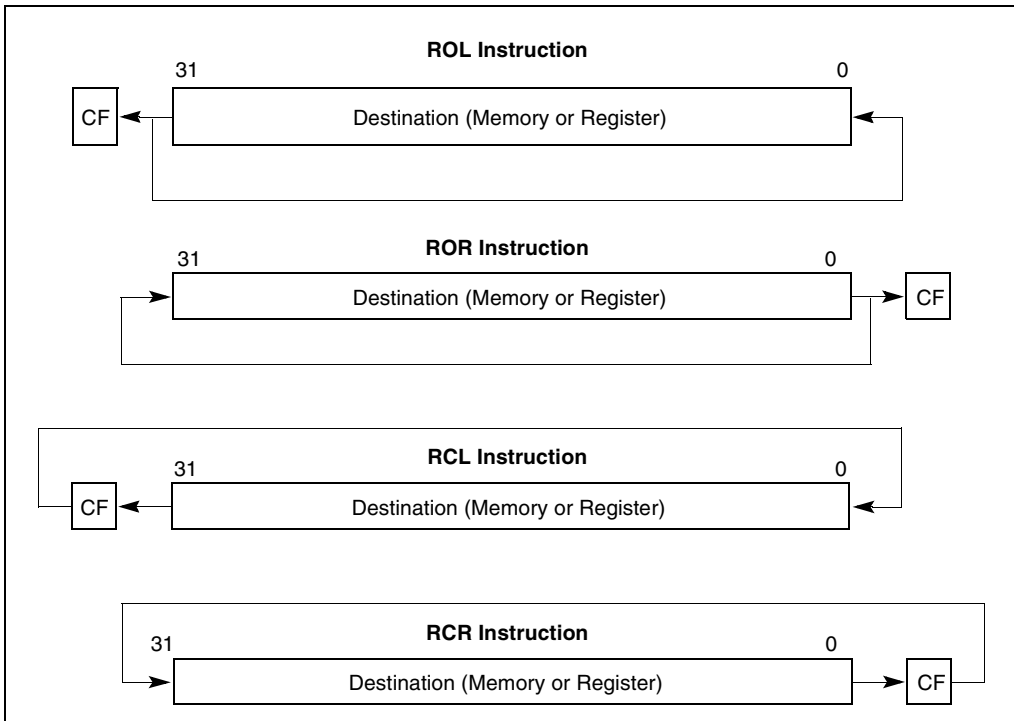 ROL Instruction
31 0
CF Destination (Memory or Register)
ROR Instruction
31 0
Destination (Memory or Register) CF
RCL Instruction
31 0
CF Destination (Memory or Register)
RCR Instruction
31 0
Destination (Memory or Register) CF